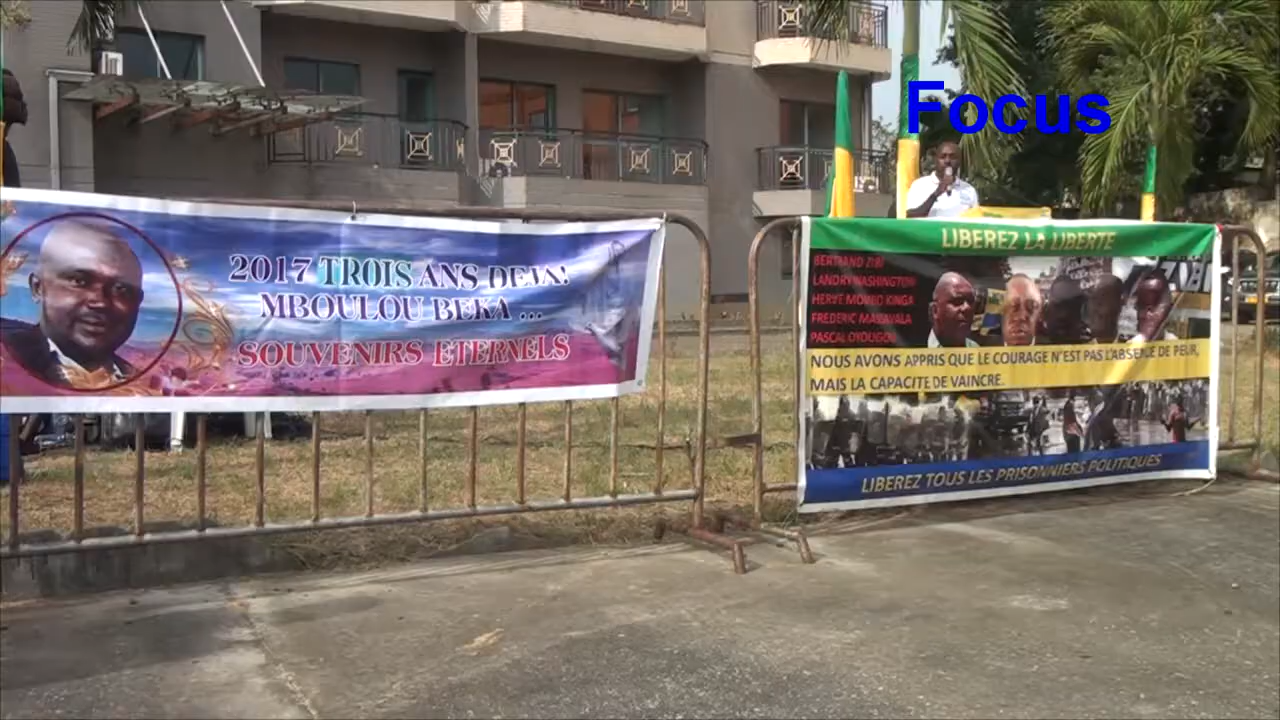 Focus
2017 TROIS ANS DEJA!
MBOULOU BEKA ...
SOUVENIRS ETERNELS
LIBEREZ LA LIBERTE
BERTRAND ZIBI
LANDRY WASHINGTON
HERVE MOMBO KINGA
FREDERIC MASSAVALA
PASCAL OYOUGOU
NOUS AVONS APPRIS QUE LE COURAGE N'EST PAS L'ABSENCE DE PEUR,
MAIS LA CAPACITE DE VAINCRE.
LIBEREZ TOUS LES PRISONNIERS POLITIQUES